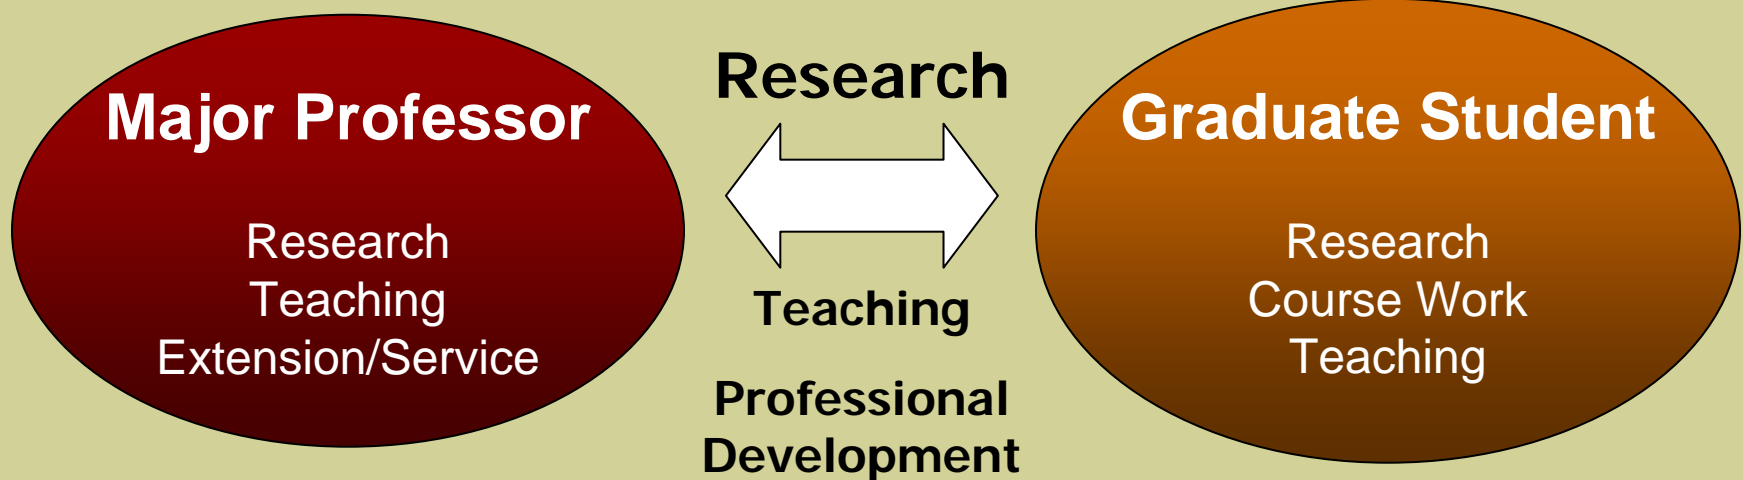 Major Professor
Research
Teaching
Extension/Service
Research
Teaching
Professional
Development
Graduate Student
Research
Course Work
Teaching